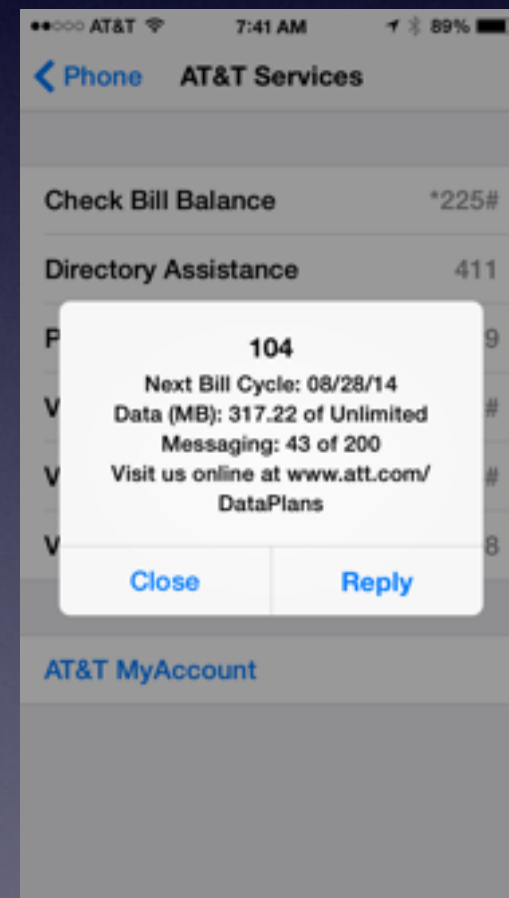 AT&T 7:41 AM 89%
Phone AT&T Services
Check Bill Balance *225#
Directory Assistance 411
P 9
104
Next Bill Cycle: 08/28/14
V Data (MB): 317.22 of Unlimited #
Messaging: 43 of 200
V Visit us online at www.att.com/ #
DataPlans
V 8
Close Reply
AT&T MyAccount